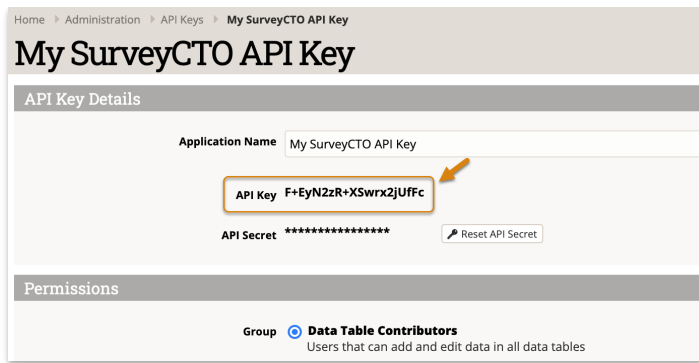 Home Administration API Keys My SurveyCTO API Key
My SurveyCTO API Key
API Key Details
Application Name My SurveyCTO API Key
API Key F+EyN2zR+XSwrx2jUfFc
API Secret ****************
Reset API Secret
Permissions
Group Data Table Contributors
Users that can add and edit data in all data tables